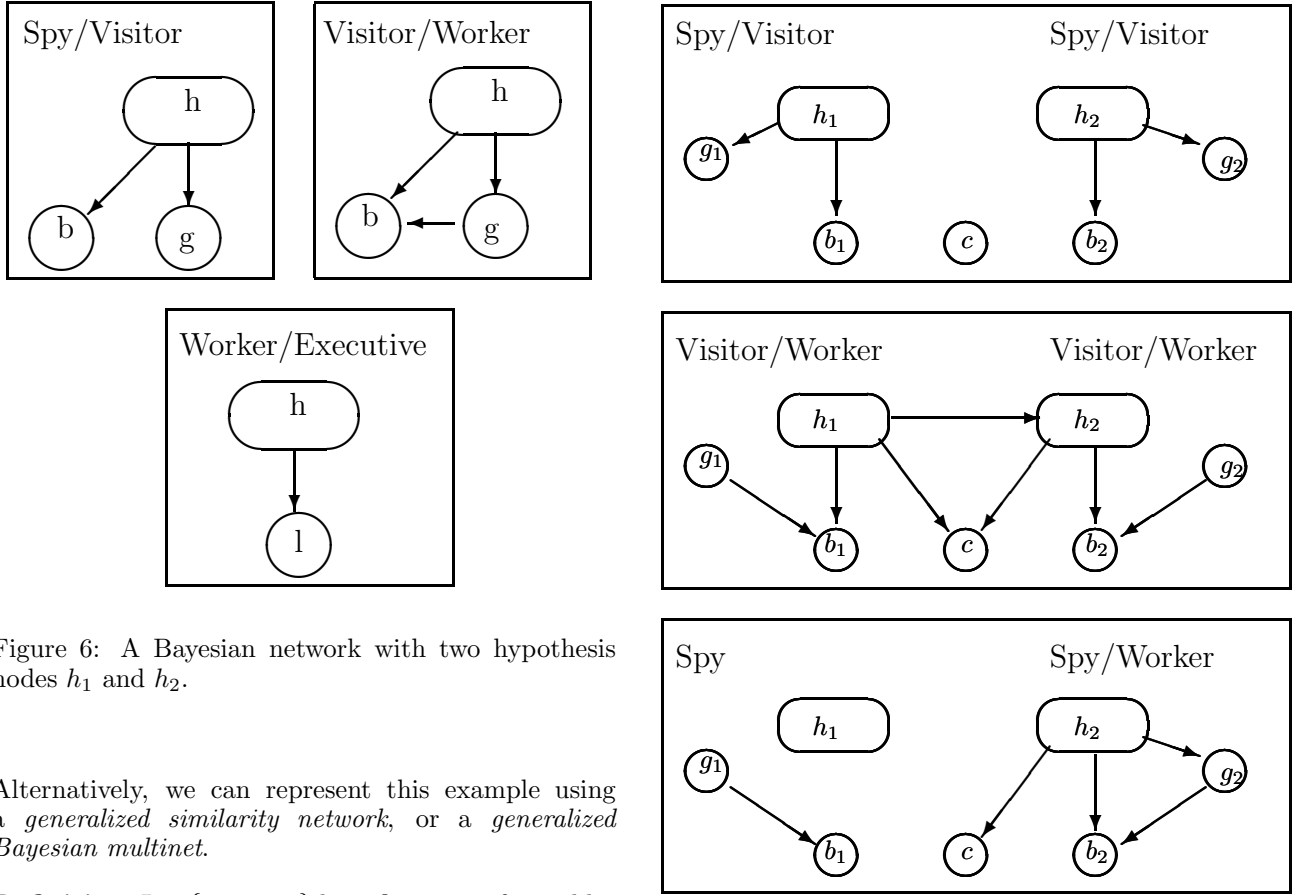 Spy/Visitor
h
b
g
Visitor/Worker
h
b
g
Worker/Executive
h
l
Figure 6: A Bayesian network with two hypothesis
nodes h₁ and h₂.
Alternatively, we can represent this example using
a generalized similarity network, or a generalized
Bayesian multinet.
Spy/Visitor Spy/Visitor
h₁ h₂
g₁ g₂
b₁ c b₂
Visitor/Worker Visitor/Worker
h₁ h₂
g₁ g₂
b₁ c b₂
Spy Spy/Worker
h₁ h₂
g₁ g₂
b₁ c b₂